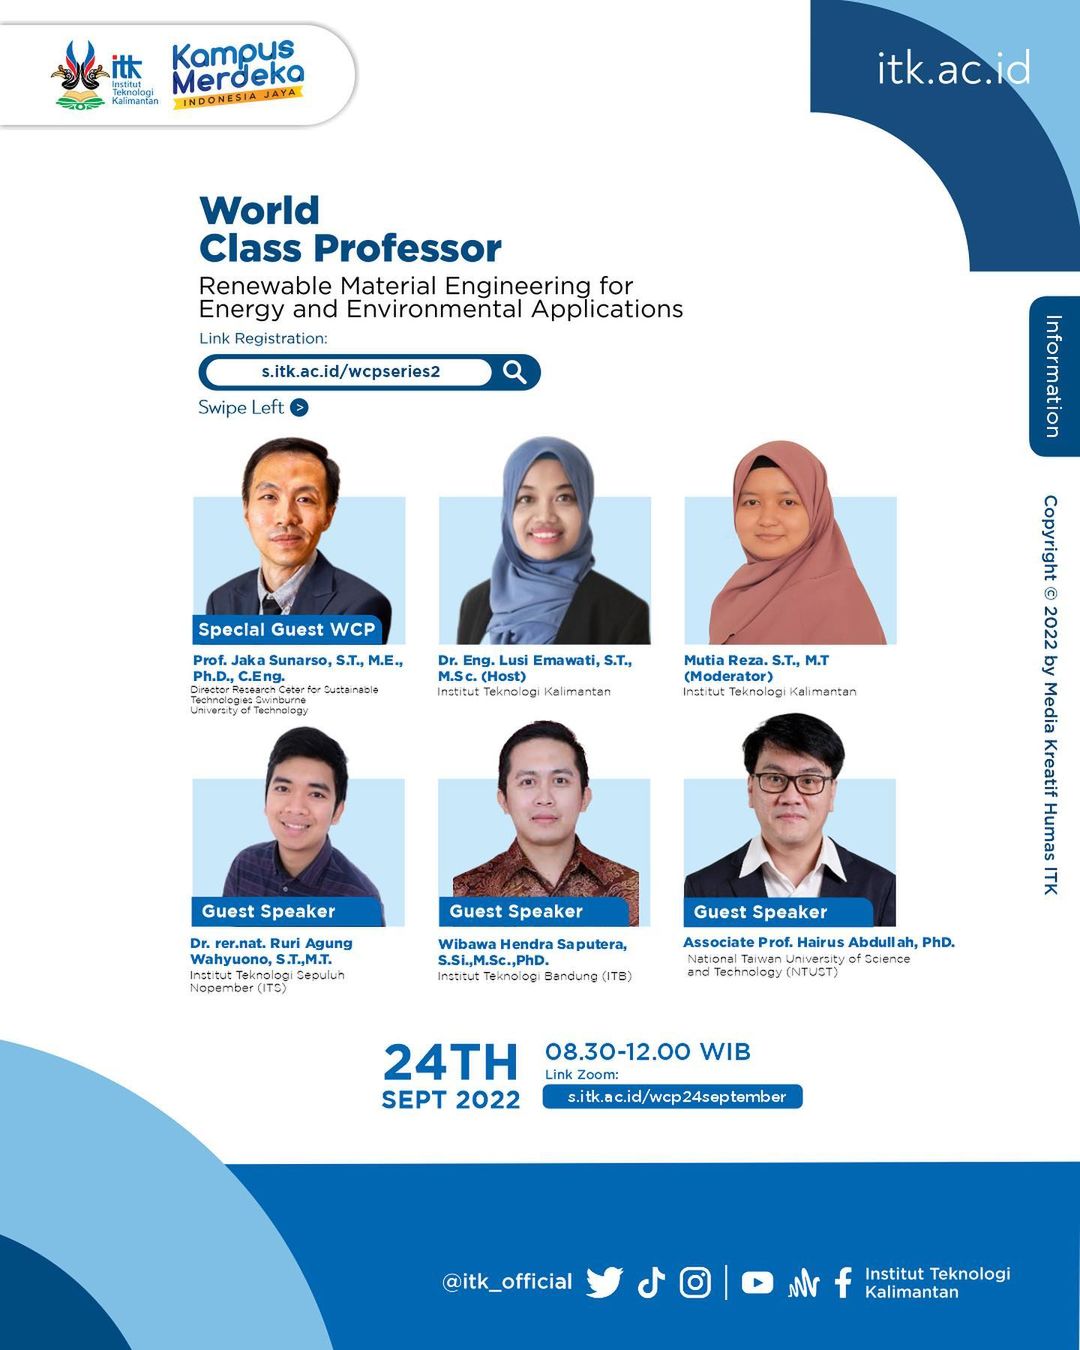 itk
Institut
Teknologi
Kalimantan
Kampus
Merdeka
INDONESIA JAYA
itk.ac.id
World
Class Professor
Renewable Material Engineering for
Energy and Environmental Applications
Link Registration:
s.itk.ac.id/wcpseries2
Swipe Left >
Information
Copyright © 2022 by Media Kreatif Humas ITK
Special Guest WCP
Prof. Jaka Sunarso, S.T., M.E.,
Ph.D., C.Eng.
Director Research Ceter for Sustainable
Technologies Swinburne
University of Technology
Dr. Eng. Lusi Emawati, S.T.,
M.Sc. (Host)
Institut Teknologi Kalimantan
Mutia Reza. S.T., M.T
(Moderator)
Institut Teknologi Kalimantan
Guest Speaker
Dr. rer.nat. Ruri Agung
Wahyuono, S.T.,M.T.
Institut Teknologi Sepuluh
Nopember (ITS)
Guest Speaker
Wibawa Hendra Saputera,
S.Si.,M.Sc.,PhD.
Institut Teknologi Bandung (ITB)
Guest Speaker
Associate Prof. Hairus Abdullah, PhD.
National Taiwan University of Science
and Technology (NTUST)
24TH
SEPT 2022
08.30-12.00 WIB
Link Zoom:
s.itk.ac.id/wcp24september
@itk_official
Institut Teknologi
Kalimantan